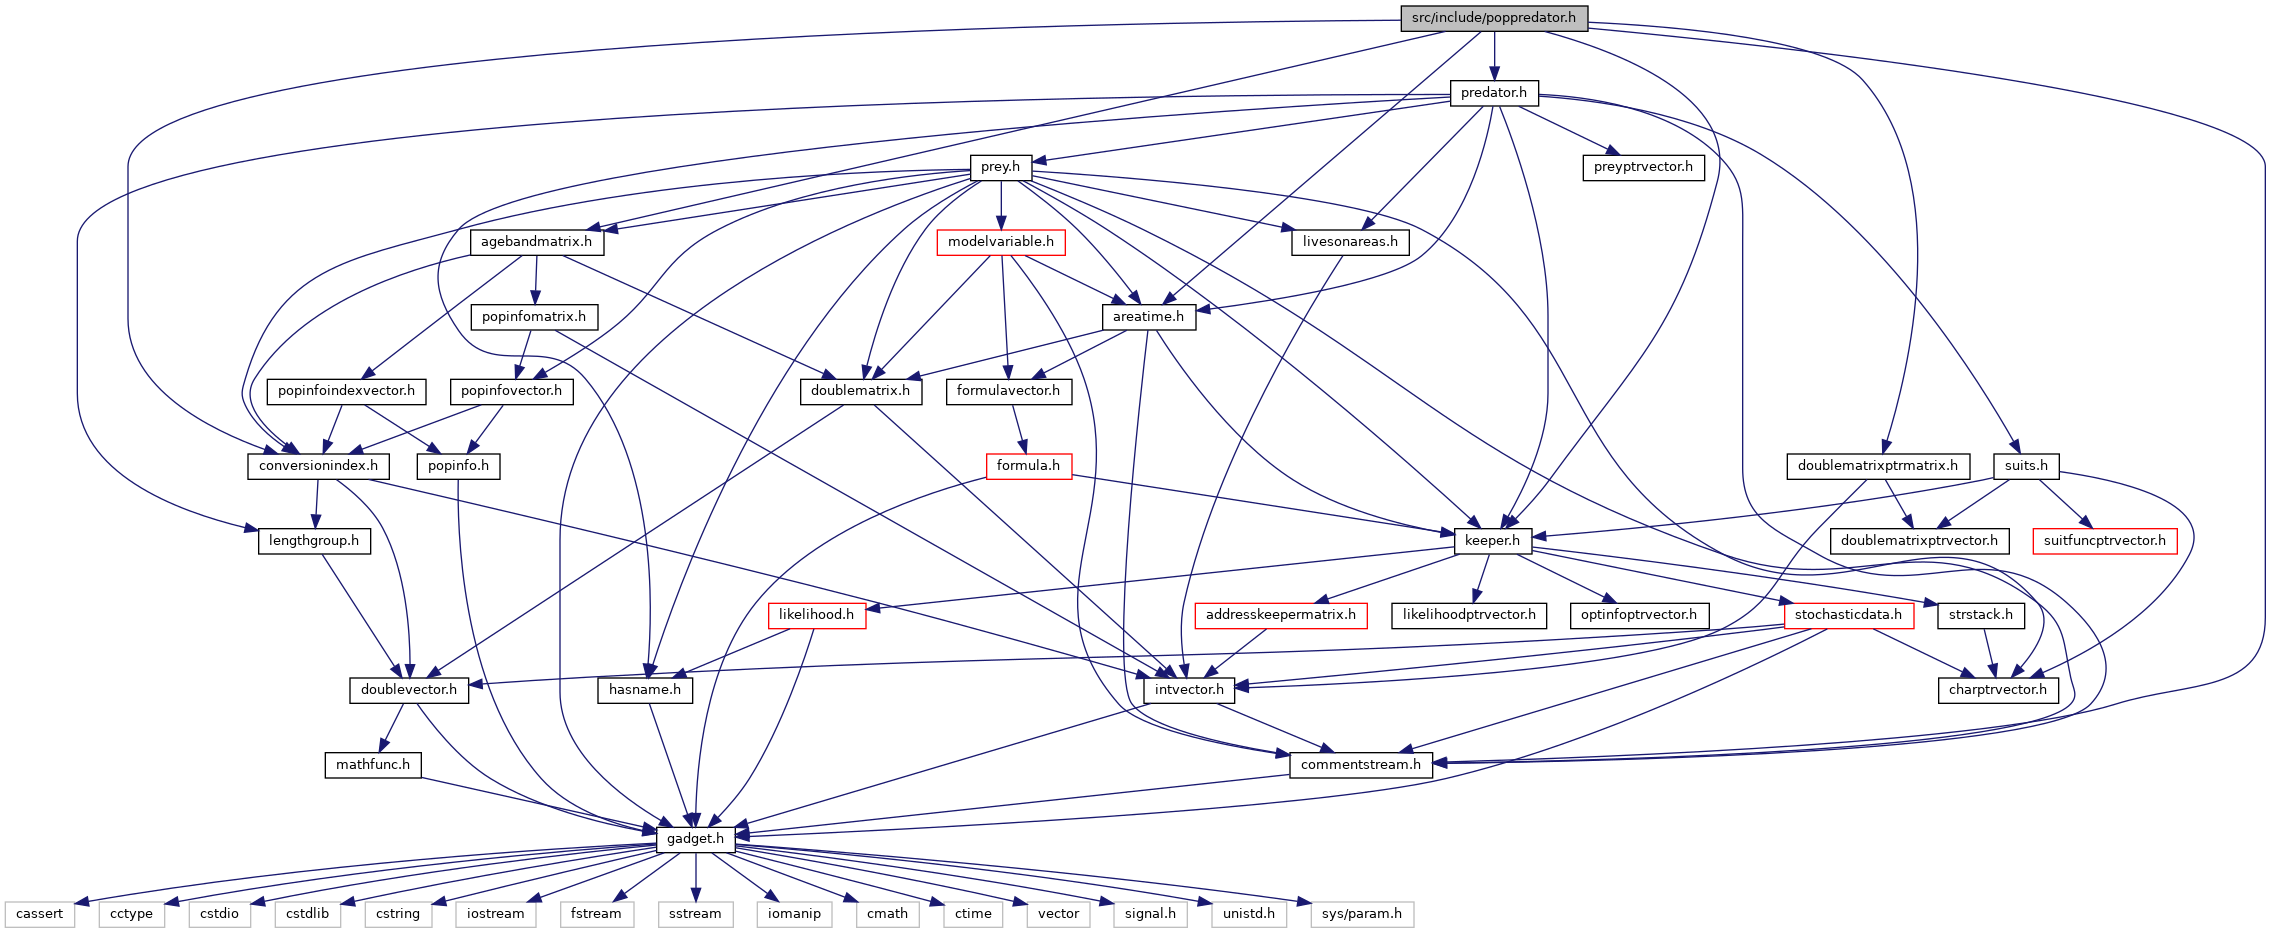 src/include/poppredator.h
predator.h
prey.h
preyptrvector.h
agebandmatrix.h
modelvariable.h
livesonareas.h
popinfomatrix.h
areatime.h
popinfoindexvector.h
popinfovector.h
doublematrix.h
formulavector.h
conversionindex.h
popinfo.h
formula.h
doublematrixptrmatrix.h
suits.h
lengthgroup.h
keeper.h
doublematrixptrvector.h
suitfuncptrvector.h
likelihood.h
addresskeepermatrix.h
likelihoodptrvector.h
optinfoptrvector.h
stochasticdata.h
strstack.h
doublevector.h
hasname.h
intvector.h
charptrvector.h
mathfunc.h
commentstream.h
gadget.h
cassert
cctype
cstdio
cstdlib
cstring
iostream
fstream
sstream
iomanip
cmath
ctime
vector
signal.h
unistd.h
sys/param.h